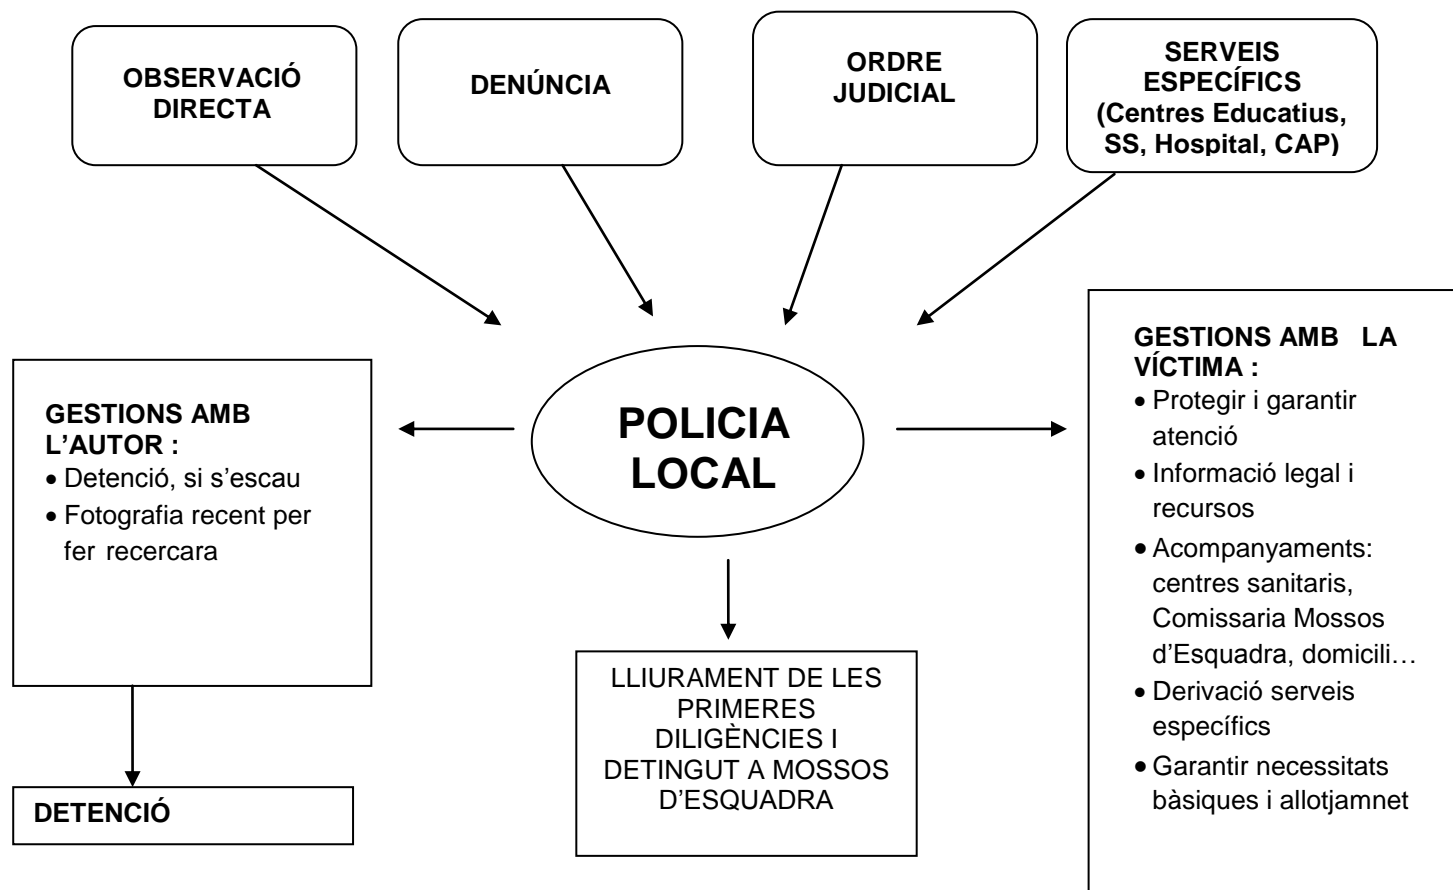 OBSERVACIÓ
DIRECTA
DENÚNCIA
ORDRE
JUDICIAL
SERVEIS
ESPECÍFICS
(Centres Educatius,
SS, Hospital, CAP)
POLICIA
LOCAL
GESTIONS AMB
L’AUTOR :
• Detenció, si s’escau
• Fotografia recent per
fer recercara
DETENCIÓ
LLIURAMENT DE LES
PRIMERES
DILIGÈNCIES I
DETINGUT A MOSSOS
D’ESQUADRA
GESTIONS AMB LA
VÍCTIMA :
• Protegir i garantir
atenció
• Informació legal i
recursos
• Acompanyaments:
centres sanitaris,
Comissaria Mossos
d’Esquadra, domicili…
• Derivació serveis
específics
• Garantir necessitats
bàsiques i allotjamnet